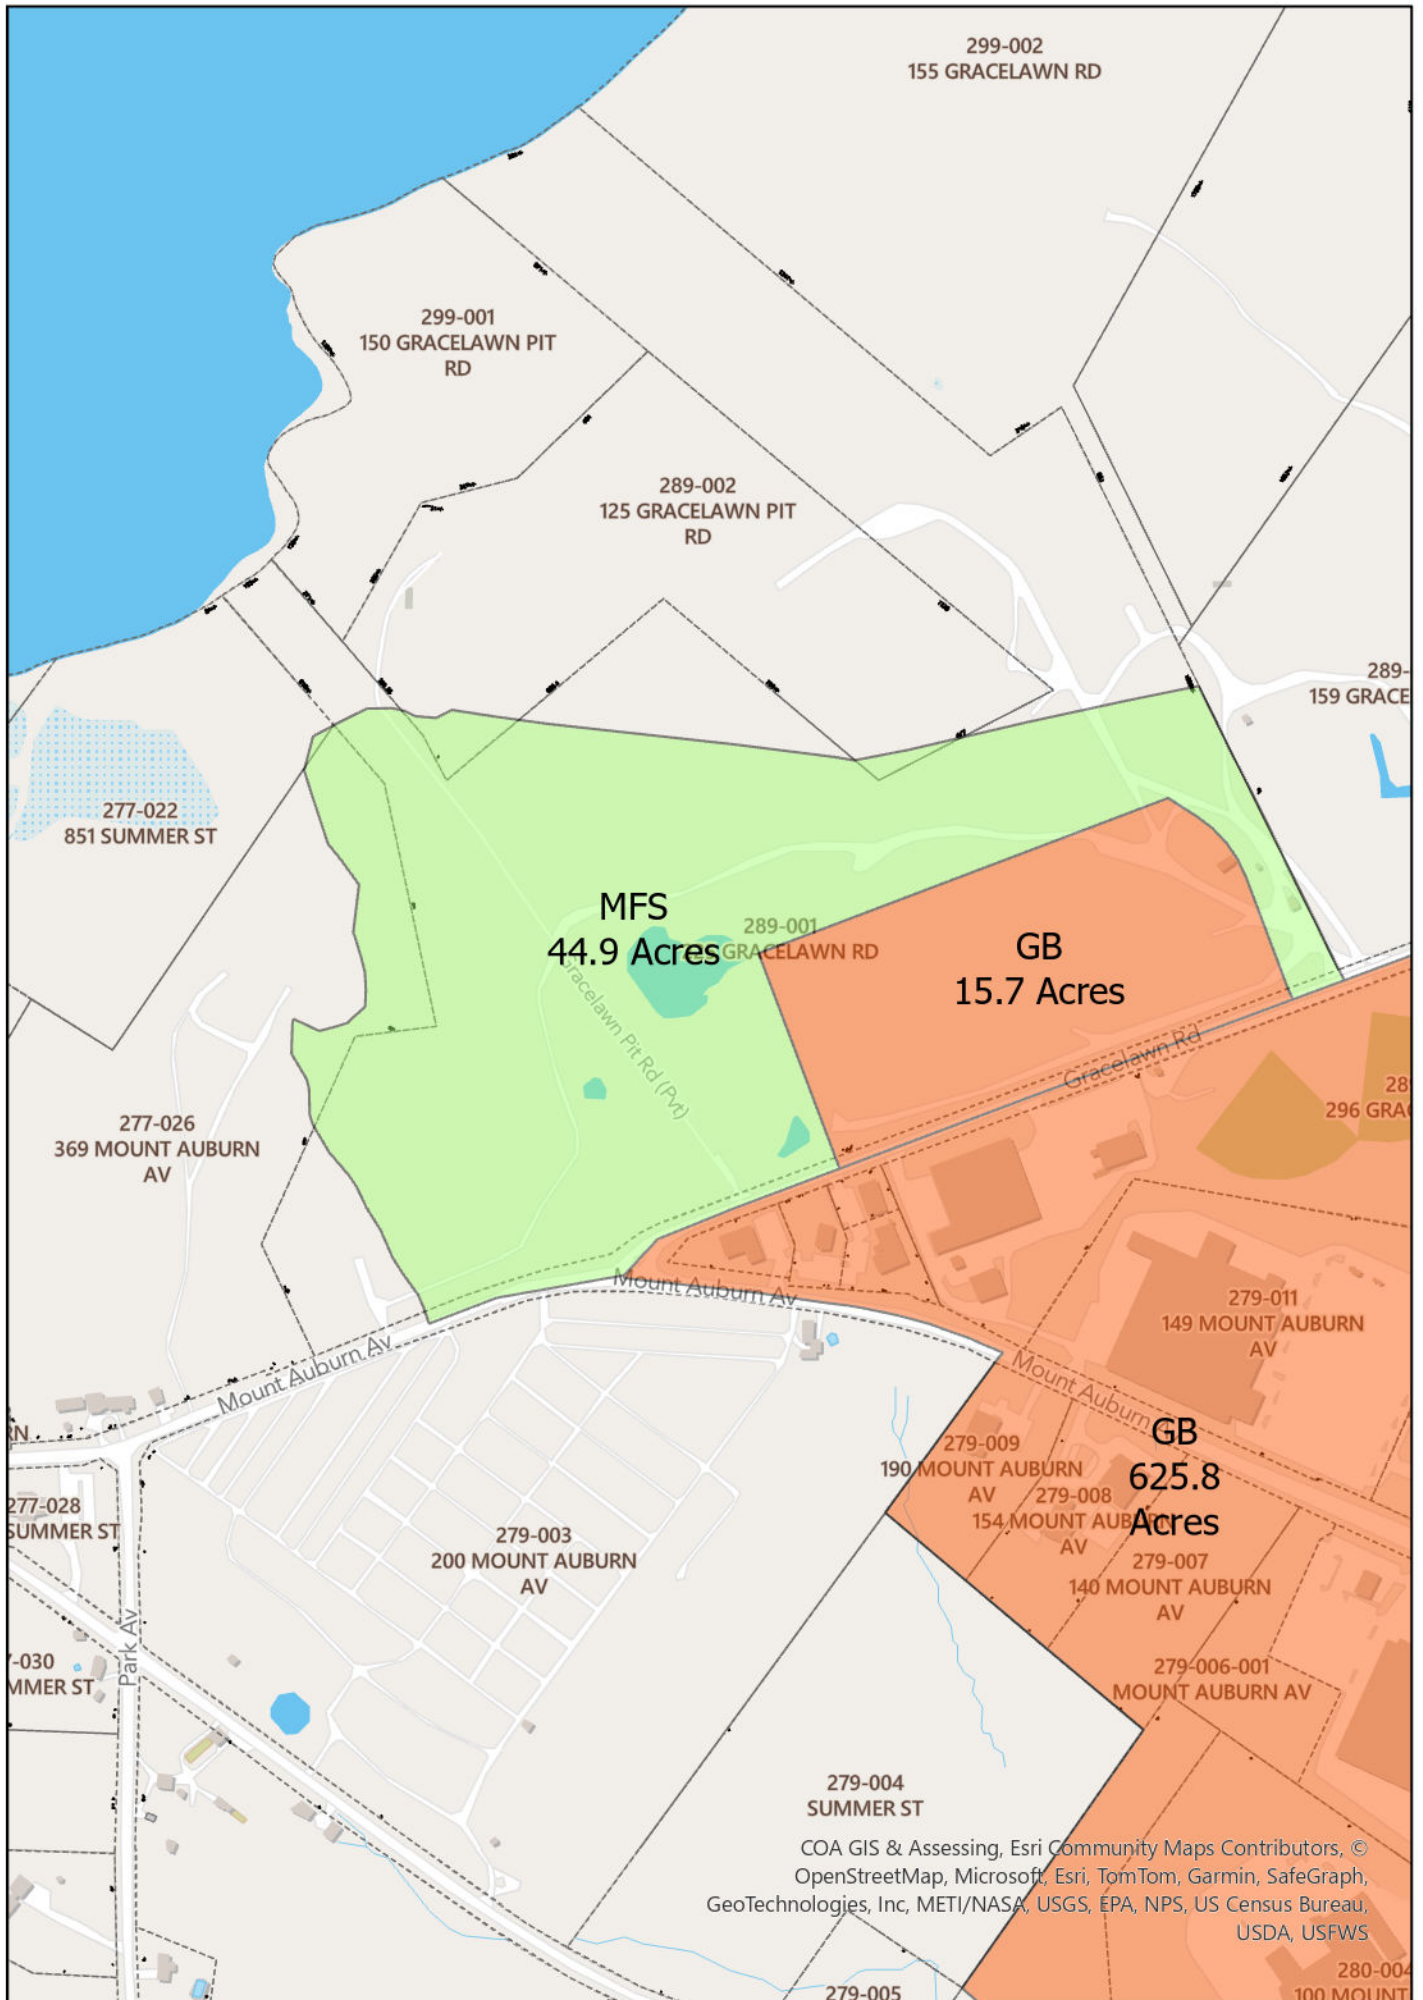 299-002
155 GRACELAWN RD
299-001
150 GRACELAWN PIT
RD
289-002
125 GRACELAWN PIT
RD
289-
159 GRACE
277-022
851 SUMMER ST
MFS
44.9 Acres
289-001
GRACELAWN RD
GB
15.7 Acres
Gracelawn Pit Rd (Pvt)
Gracelawn Rd
28
296 GRA
277-026
369 MOUNT AUBURN
AV
Mount Auburn Av
279-011
149 MOUNT AUBURN
AV
Mount Auburn Av
Mount Auburn
RN
GB
625.8
Acres
279-009
190 MOUNT AUBURN
AV
279-008
154 MOUNT AUBURN
AV
279-007
140 MOUNT AUBURN
AV
277-028
SUMMER ST
279-003
200 MOUNT AUBURN
AV
Park Av
-030
MMER ST
279-006-001
MOUNT AUBURN AV
279-004
SUMMER ST
COA GIS & Assessing, Esri Community Maps Contributors, ©
OpenStreetMap, Microsoft, Esri, TomTom, Garmin, SafeGraph,
GeoTechnologies, Inc, METI/NASA, USGS, EPA, NPS, US Census Bureau,
USDA, USFWS
279-005
280-004
100 MOUNT